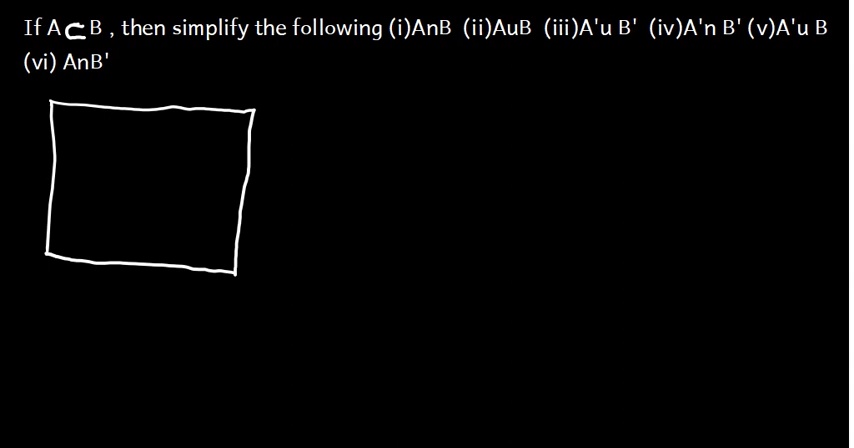 If A⊂B , then simplify the following (i)AnB (ii)AuB (iii)A'u B' (iv)A'n B' (v)A'u B
(vi) AnB'